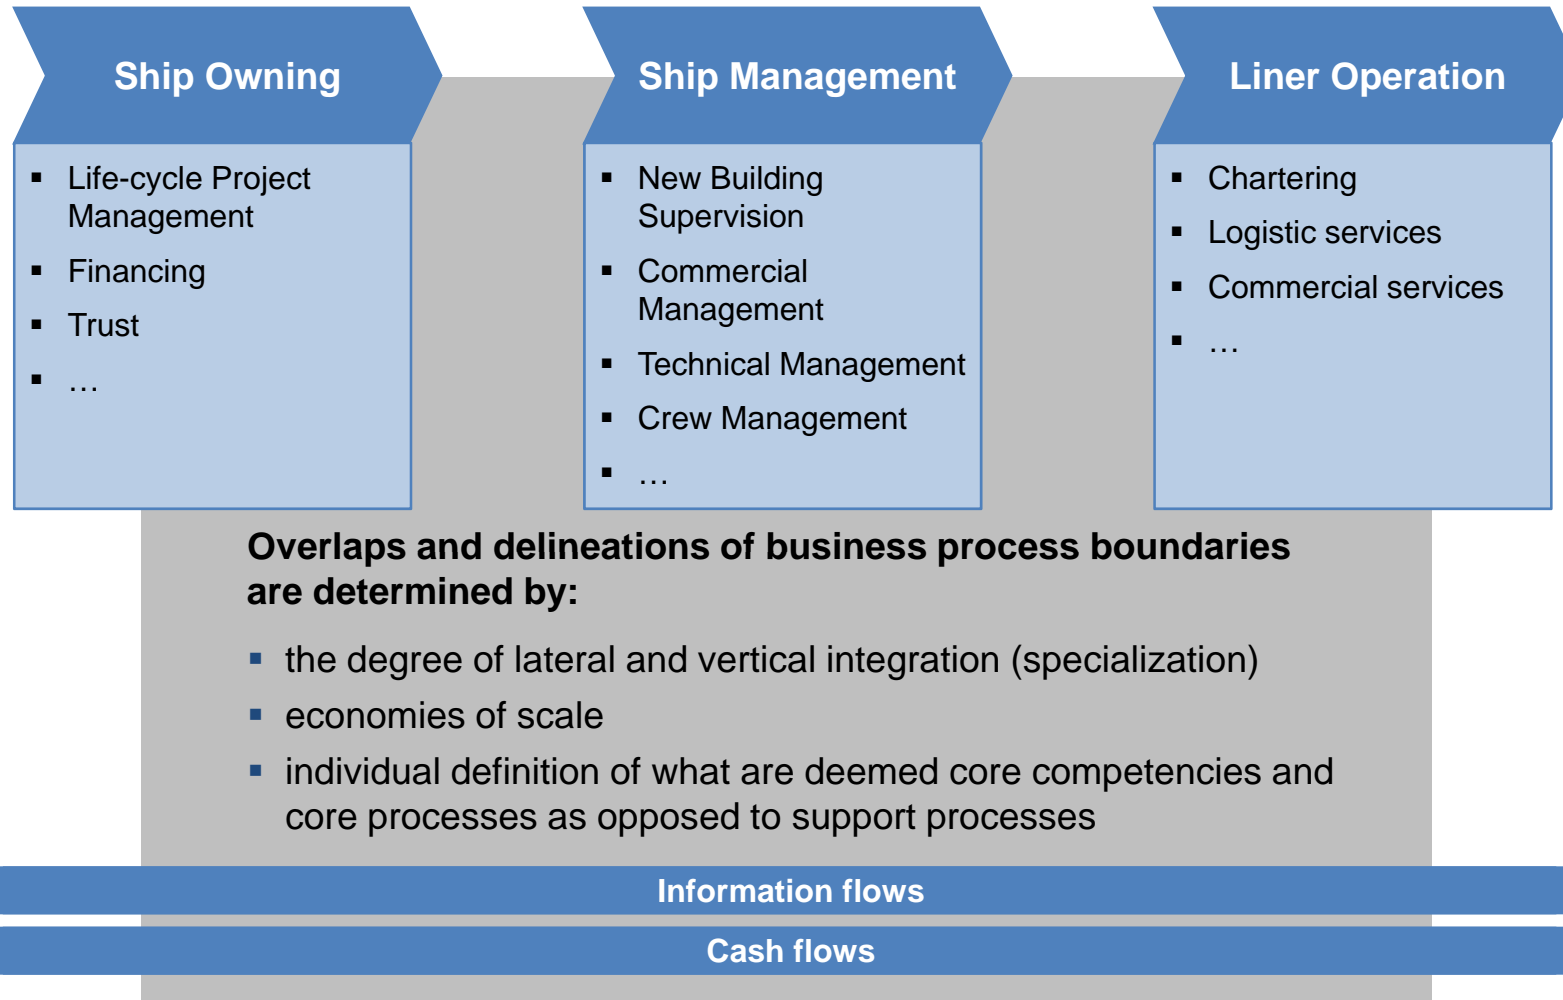 Ship Owning
▪ Life-cycle Project
Management
▪ Financing
▪ Trust
▪ …
Ship Management
▪ New Building
Supervision
▪ Commercial
Management
▪ Technical Management
▪ Crew Management
▪ …
Liner Operation
▪ Chartering
▪ Logistic services
▪ Commercial services
▪ …
Overlaps and delineations of business process boundaries
are determined by:
▪ the degree of lateral and vertical integration (specialization)
▪ economies of scale
▪ individual definition of what are deemed core competencies and
core processes as opposed to support processes
Information flows
Cash flows